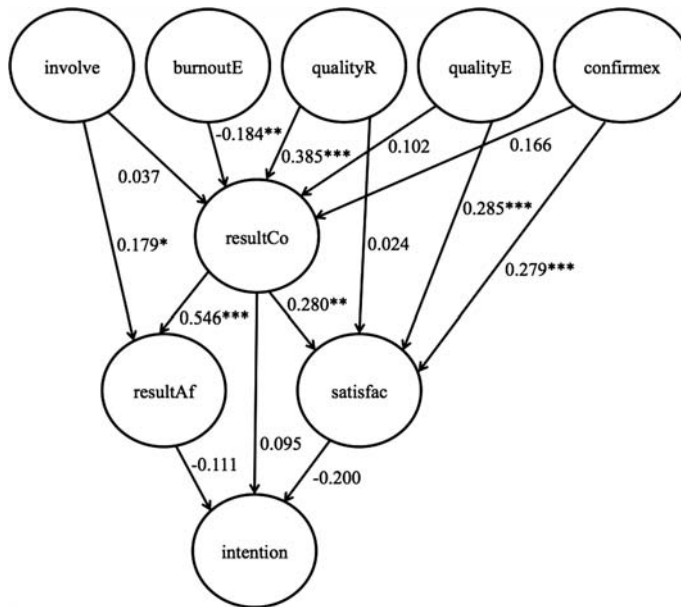 involve burnoutE qualityR qualityE confirmex
-0.184** 0.385*** 0.102 0.166
0.037
resultCo
0.179* 0.024 0.285*** 0.279***
0.546*** 0.280**
resultAf satisfac
0.095
-0.111 -0.200
intention